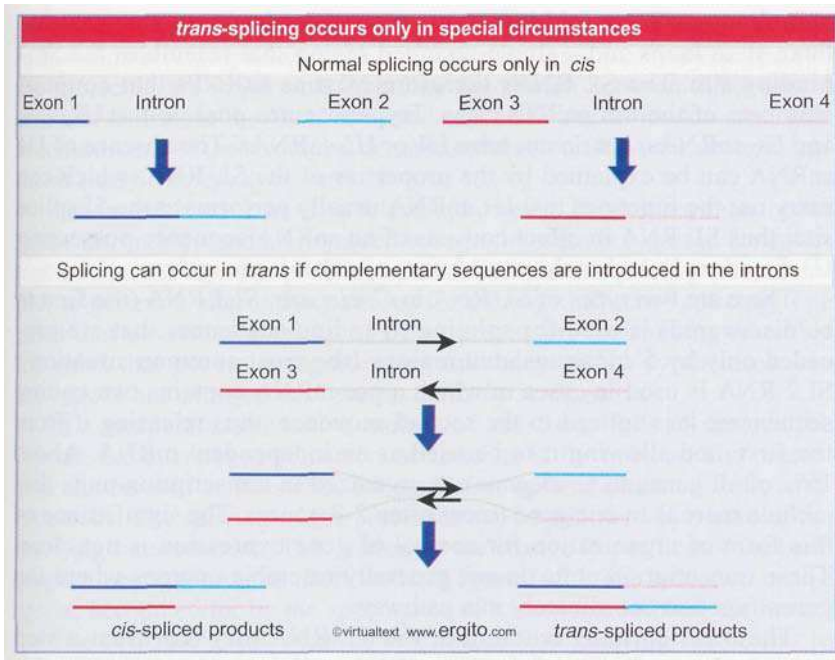 trans-splicing occurs only in special circumstances
Normal splicing occurs only in cis
Exon 1 Intron Exon 2 Exon 3 Intron Exon 4
Splicing can occur in trans if complementary sequences are introduced in the introns
Exon 1 Intron Exon 2
Exon 3 Intron Exon 4
cis-spliced products ©virtualtext www.ergito.com trans-spliced products